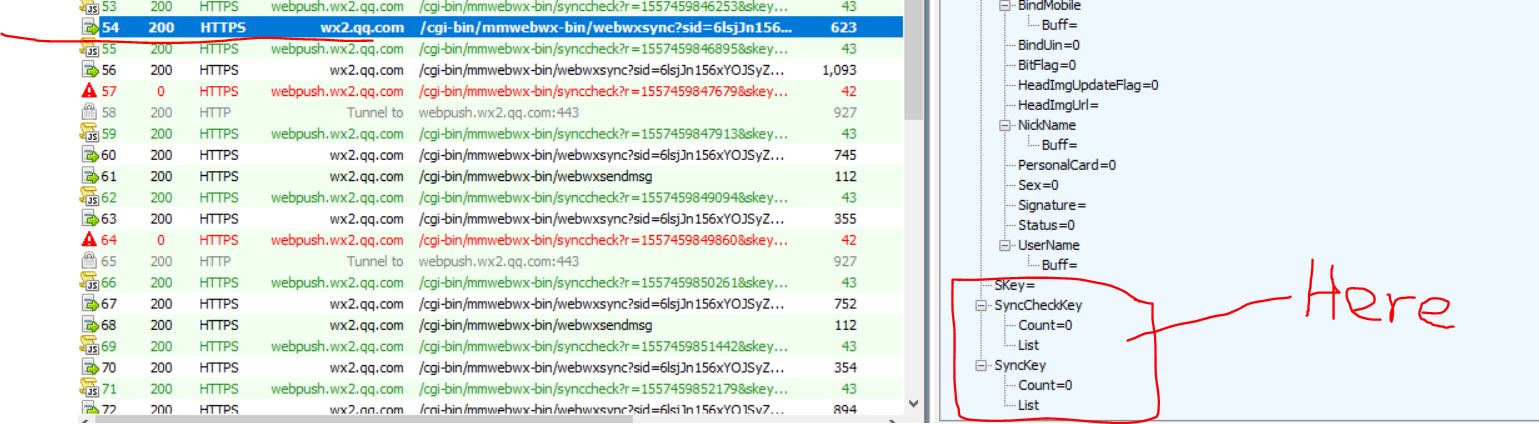 53 200 HTTPS webpush.wx2.qq.com /cgi-bin/mmwebwx-bin/synccheck?r=1557459846253&skey... 43
54 200 HTTPS wx2.qq.com /cgi-bin/mmwebwx-bin/webwxsync?sid=6lsjJn156... 623
55 200 HTTPS webpush.wx2.qq.com /cgi-bin/mmwebwx-bin/synccheck?r=1557459846895&skey... 43
56 200 HTTPS wx2.qq.com /cgi-bin/mmwebwx-bin/webwxsync?sid=6lsjJn156xYOJSyZ... 1,093
57 0 HTTPS webpush.wx2.qq.com /cgi-bin/mmwebwx-bin/synccheck?r=1557459847679&skey... 42
58 200 HTTP Tunnel to webpush.wx2.qq.com:443 927
59 200 HTTPS webpush.wx2.qq.com /cgi-bin/mmwebwx-bin/synccheck?r=1557459847913&skey... 43
60 200 HTTPS wx2.qq.com /cgi-bin/mmwebwx-bin/webwxsync?sid=6lsjJn156xYOJSyZ... 745
61 200 HTTPS wx2.qq.com /cgi-bin/mmwebwx-bin/webwxsendmsg 112
62 200 HTTPS webpush.wx2.qq.com /cgi-bin/mmwebwx-bin/synccheck?r=1557459849094&skey... 43
63 200 HTTPS wx2.qq.com /cgi-bin/mmwebwx-bin/webwxsync?sid=6lsjJn156xYOJSyZ... 355
64 0 HTTPS webpush.wx2.qq.com /cgi-bin/mmwebwx-bin/synccheck?r=1557459849860&skey... 42
65 200 HTTP Tunnel to webpush.wx2.qq.com:443 927
66 200 HTTPS webpush.wx2.qq.com /cgi-bin/mmwebwx-bin/synccheck?r=1557459850261&skey... 43
67 200 HTTPS wx2.qq.com /cgi-bin/mmwebwx-bin/webwxsync?sid=6lsjJn156xYOJSyZ... 752
68 200 HTTPS wx2.qq.com /cgi-bin/mmwebwx-bin/webwxsendmsg 112
69 200 HTTPS webpush.wx2.qq.com /cgi-bin/mmwebwx-bin/synccheck?r=1557459851442&skey... 43
70 200 HTTPS wx2.qq.com /cgi-bin/mmwebwx-bin/webwxsync?sid=6lsjJn156xYOJSyZ... 354
71 200 HTTPS webpush.wx2.qq.com /cgi-bin/mmwebwx-bin/synccheck?r=1557459852179&skey... 43
72 200 HTTPS wx2.qq.com /cgi-bin/mmwebwx-bin/webwxsync?sid=6lsjJn156xYOJSyZ... 894
BindMobile
Buff=
BindUin=0
BitFlag=0
HeadImgUpdateFlag=0
HeadImgUrl=
NickName
Buff=
PersonalCard=0
Sex=0
Signature=
Status=0
UserName
Buff=
SKey=
SyncCheckKey
Count=0
List
SyncKey
Count=0
List
Here